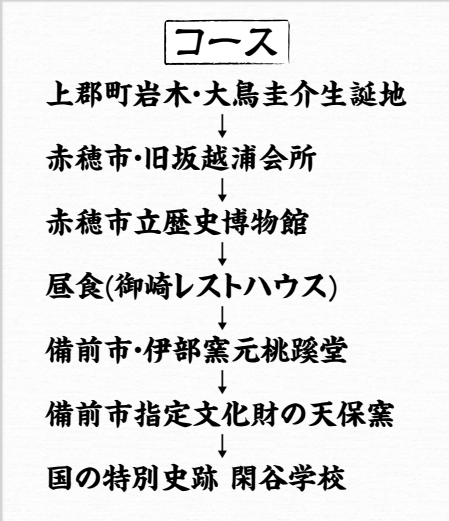 コース
上郡町岩木・大鳥圭介生誕地
↓
赤穂市・旧坂越浦会所
↓
赤穂市立歴史博物館
↓
昼食(御崎レストハウス)
↓
備前市・伊部窯元桃蹊堂
↓
備前市指定文化財の天保窯
↓
国の特別史跡 閑谷学校